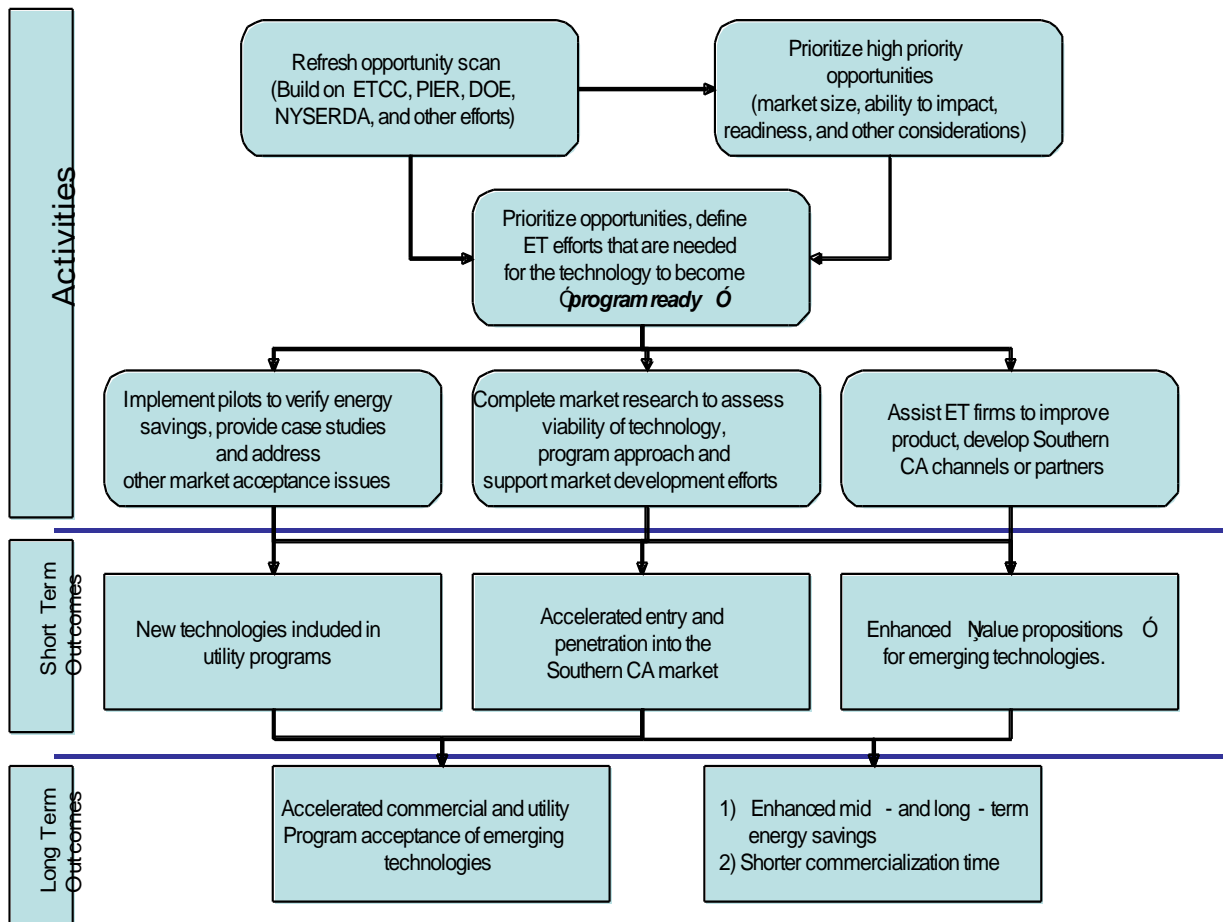 Activities
Refresh opportunity scan
(Build on ETCC, PIER, DOE,
NYSERDA, and other efforts)
Prioritize high priority
opportunities
(market size, ability to impact,
readiness, and other considerations)
Prioritize opportunities, define
ET efforts that are needed
for the technology to become
Óprogram ready Ó
Implement pilots to verify energy
savings, provide case studies
and address
other market acceptance issues
Complete market research to assess
viability of technology,
program approach and
support market development efforts
Assist ET firms to improve
product, develop Southern
CA channels or partners
Short Term
Outcomes
New technologies included in
utility programs
Accelerated entry and
penetration into the
Southern CA market
Enhanced value propositions Ó
for emerging technologies.
Long Term
Outcomes
Accelerated commercial and utility
Program acceptance of emerging
technologies
1) Enhanced mid - and long - term
energy savings
2) Shorter commercialization time